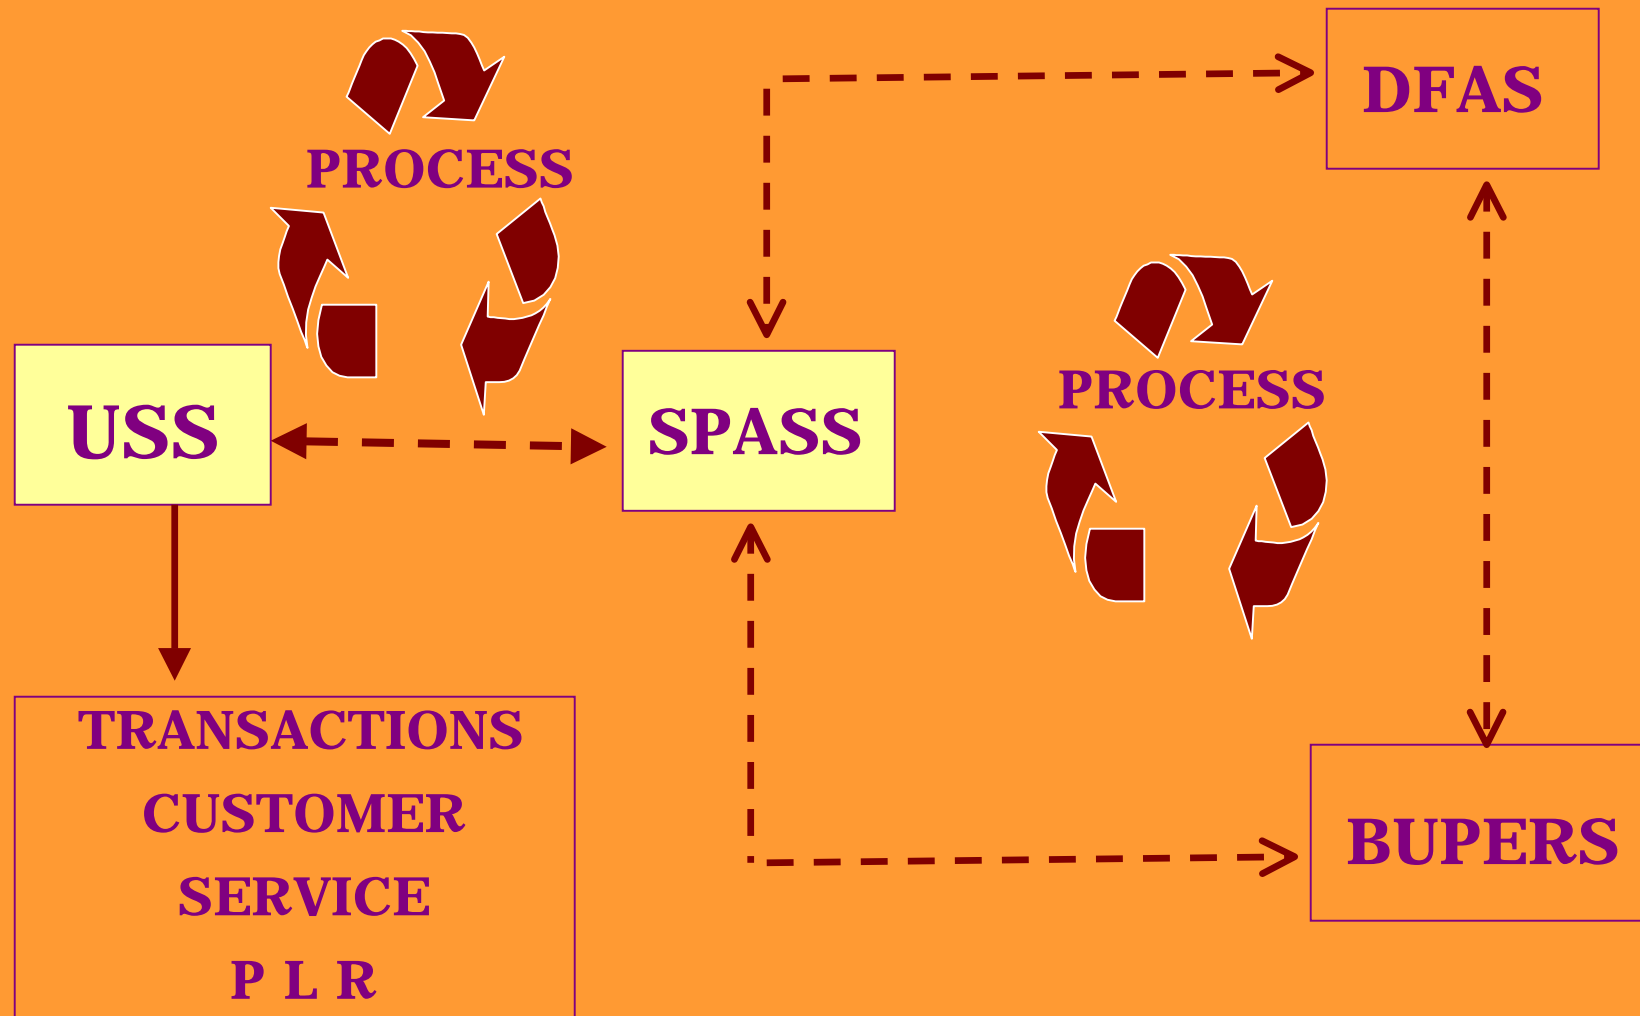 PROCESS
DFAS
PROCESS
USS
SPASS
TRANSACTIONS
CUSTOMER
SERVICE
P L R
BUPERS